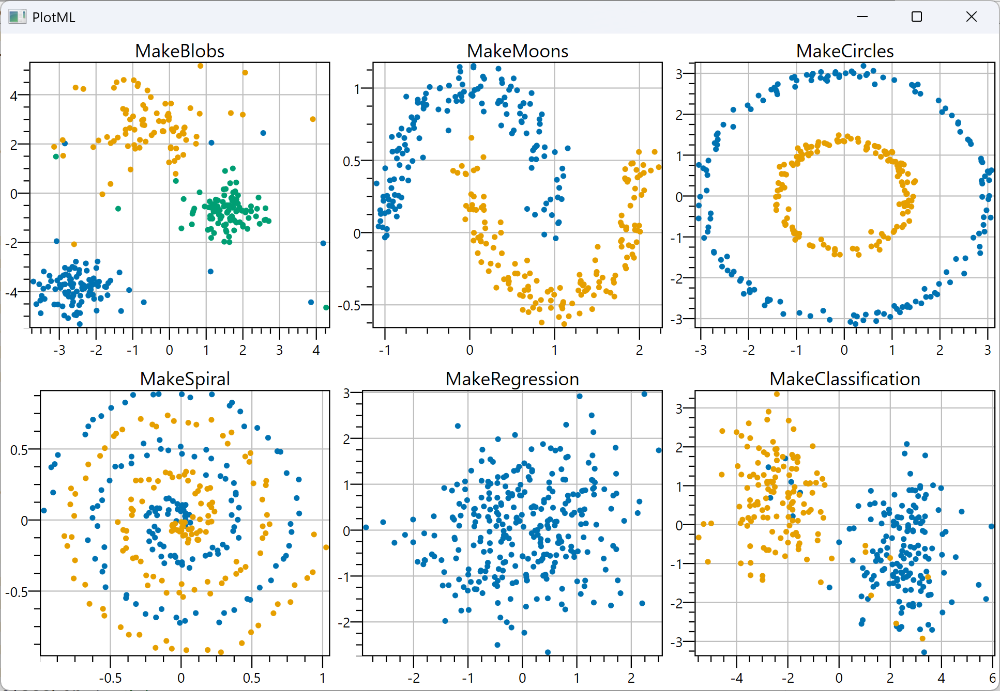 PlotML
MakeBlobs
4
2
0
-2
-4
-3 -2 -1 0 1 2 3 4
MakeMoons
1
0.5
0
-0.5
-1 0 1 2
MakeCircles
3
2
1
0
-1
-2
-3
-3 -2 -1 0 1 2 3
MakeSpiral
0.5
0
-0.5
-0.5 0 0.5 1
MakeRegression
3
2
1
0
-1
-2
-2 -1 0 1 2
MakeClassification
3
2
1
0
-1
-2
-3
-4 -2 0 2 4 6